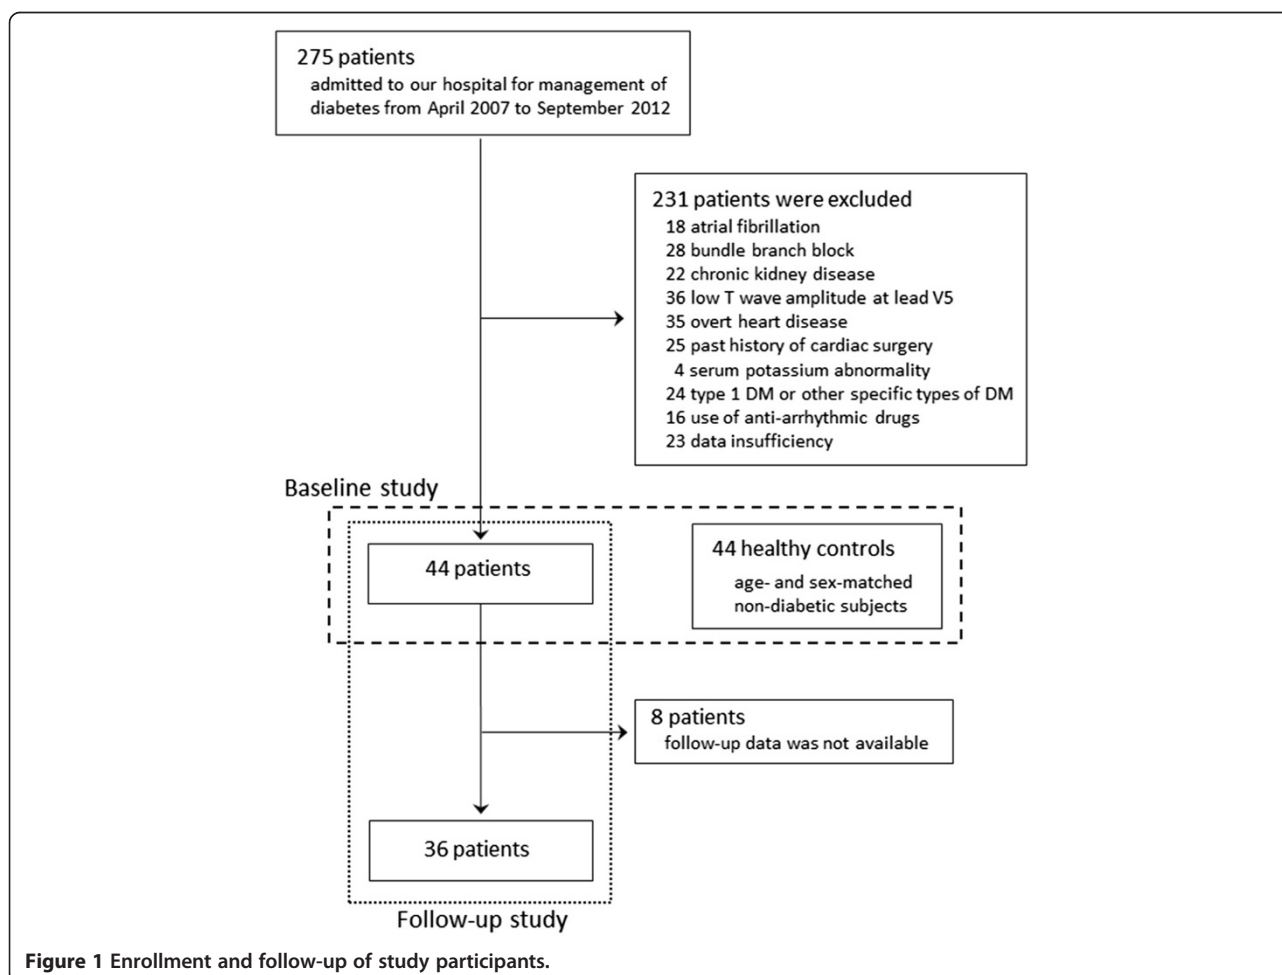 275 patients
admitted to our hospital for management of
diabetes from April 2007 to September 2012
231 patients were excluded
18 atrial fibrillation
28 bundle branch block
22 chronic kidney disease
36 low T wave amplitude at lead V5
35 overt heart disease
25 past history of cardiac surgery
4 serum potassium abnormality
24 type 1 DM or other specific types of DM
16 use of anti-arrhythmic drugs
23 data insufficiency
Baseline study
44 patients
44 healthy controls
age- and sex-matched
non-diabetic subjects
8 patients
follow-up data was not available
36 patients
Follow-up study
Figure 1 Enrollment and follow-up of study participants.